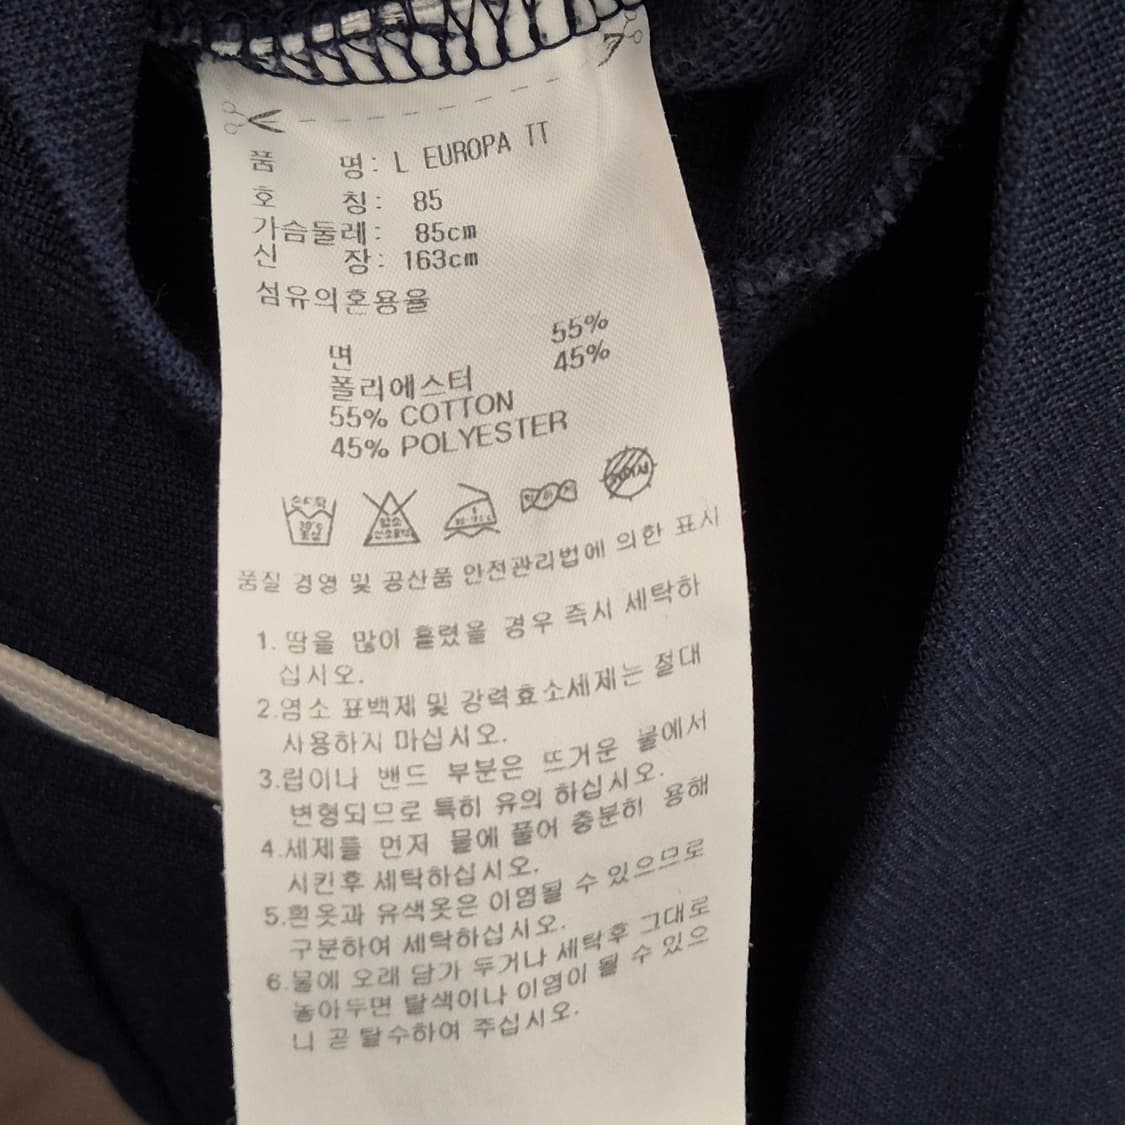 품 명: L EUROPA TT
호 칭: 85
가슴둘레: 85cm
신 장: 163cm
섬유의혼용율
면 55%
폴리에스터 45%
55% COTTON
45% POLYESTER
품질 경영 및 공산품 안전관리법에 의한 표시
1. 땀을 많이 흘렸을 경우 즉시 세탁하
십시오.
2.염소 표백제 및 강력효소세제는 절대
사용하지 마십시오.
3.립이나 밴드 부분은 뜨거운 물에서
변형되므로 특히 유의 하십시오.
4.세제를 먼저 물에 풀어 충분히 용해
시킨후 세탁하십시오.
5.흰옷과 유색옷은 이염될 수 있으므로
구분하여 세탁하십시오.
6.물에 오래 담가 두거나 세탁후 그대로
놓아두면 탈색이나 이염이 될 수 있으
니 곧 탈수하여 주십시오.